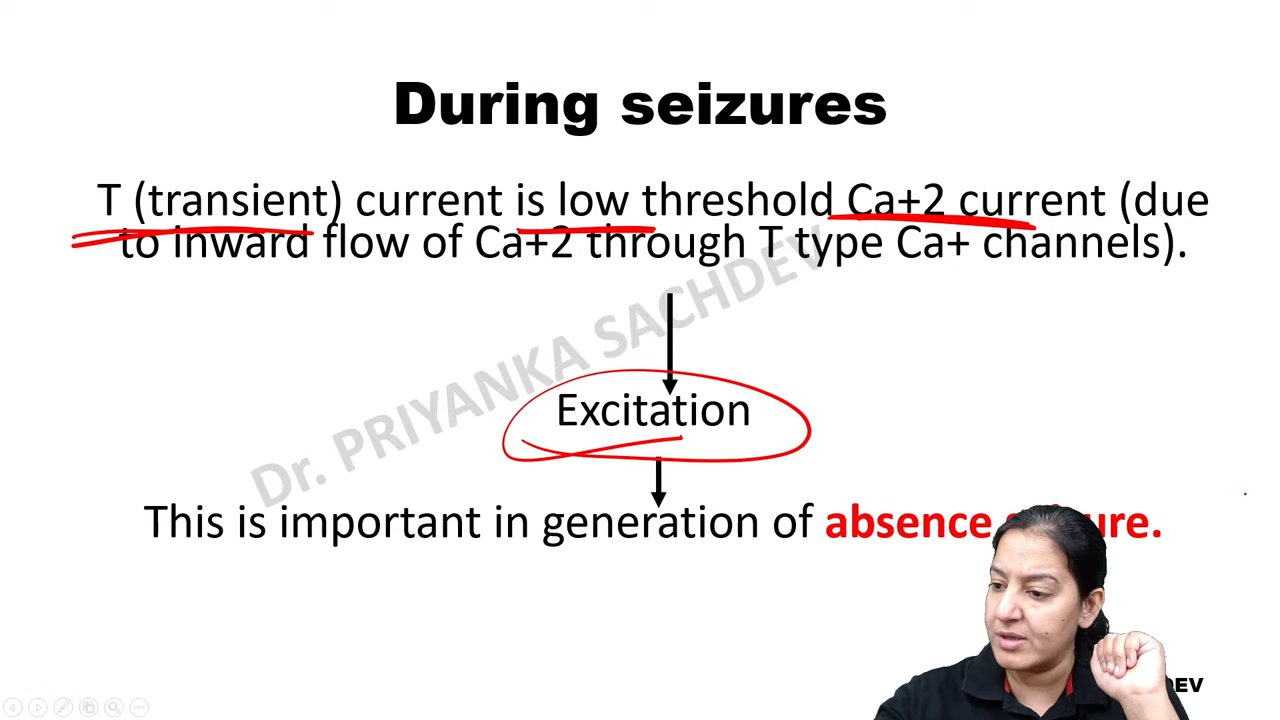 During seizures
T (transient) current is low threshold Ca+2 current (due
to inward flow of Ca+2 through T type Ca+ channels).
Dr. PRIYANKA SACHDEV
Excitation
This is important in generation of absence